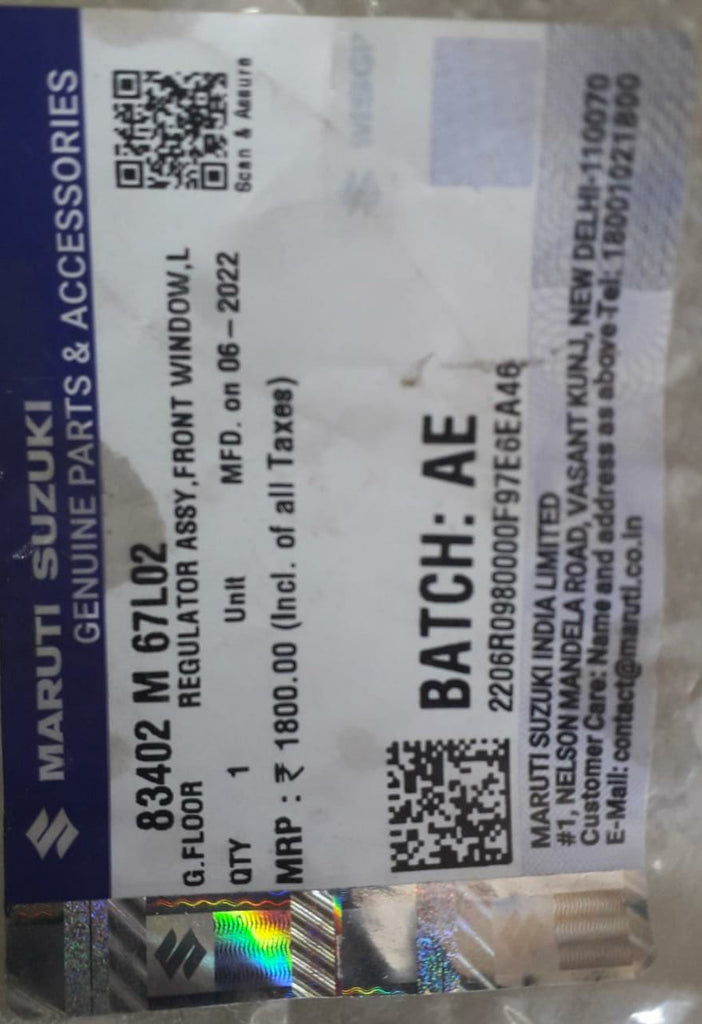 MARUTI SUZUKI
GENUINE PARTS & ACCESSORIES
83402 M 67L02
G.FLOOR REGULATOR ASSY,FRONT WINDOW,L
QTY 1 Unit MFD. on 06-2022
Scan & Assure
MRP : ₹ 1800.00 (Incl. of all Taxes)
BATCH: AE
2206R0980000F97E6EA46
MARUTI SUZUKI INDIA LIMITED
#1, NELSON MANDELA ROAD, VASANT KUNJ, NEW DELHI-110070
Customer Care: Name and address as above Tel: 18001021800
E-Mail: contact@maruti.co.in